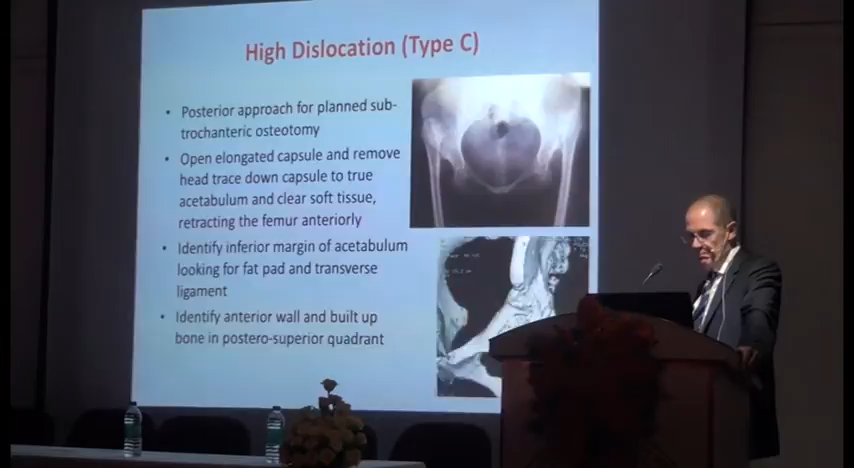 High Dislocation (Type C)
• Posterior approach for planned sub-
trochanteric osteotomy
• Open elongated capsule and remove
head trace down capsule to true
acetabulum and clear soft tissue,
retracting the femur anteriorly
• Identify inferior margin of acetabulum
looking for fat pad and transverse
ligament
• Identify anterior wall and built up
bone in postero-superior quadrant